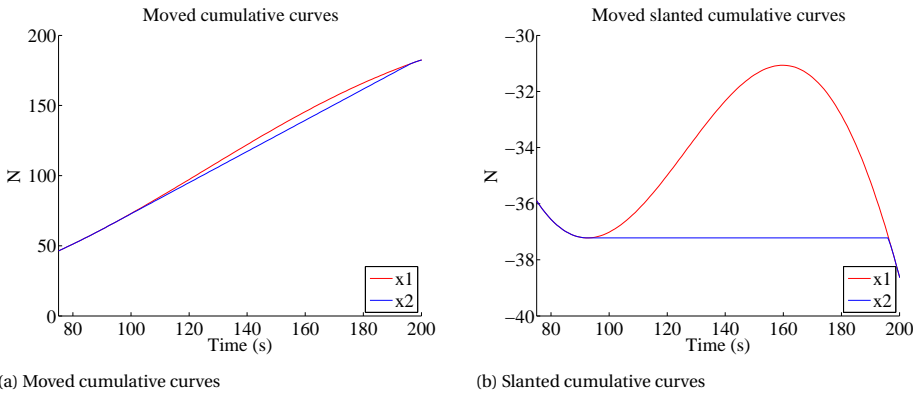 Moved cumulative curves
200
150
100
50
0
N
80 100 120 140 160 180 200
Time (s)
x1
x2
(a) Moved cumulative curves
Moved slanted cumulative curves
−30
−32
−34
−36
−38
−40
N
80 100 120 140 160 180 200
Time (s)
x1
x2
(b) Slanted cumulative curves